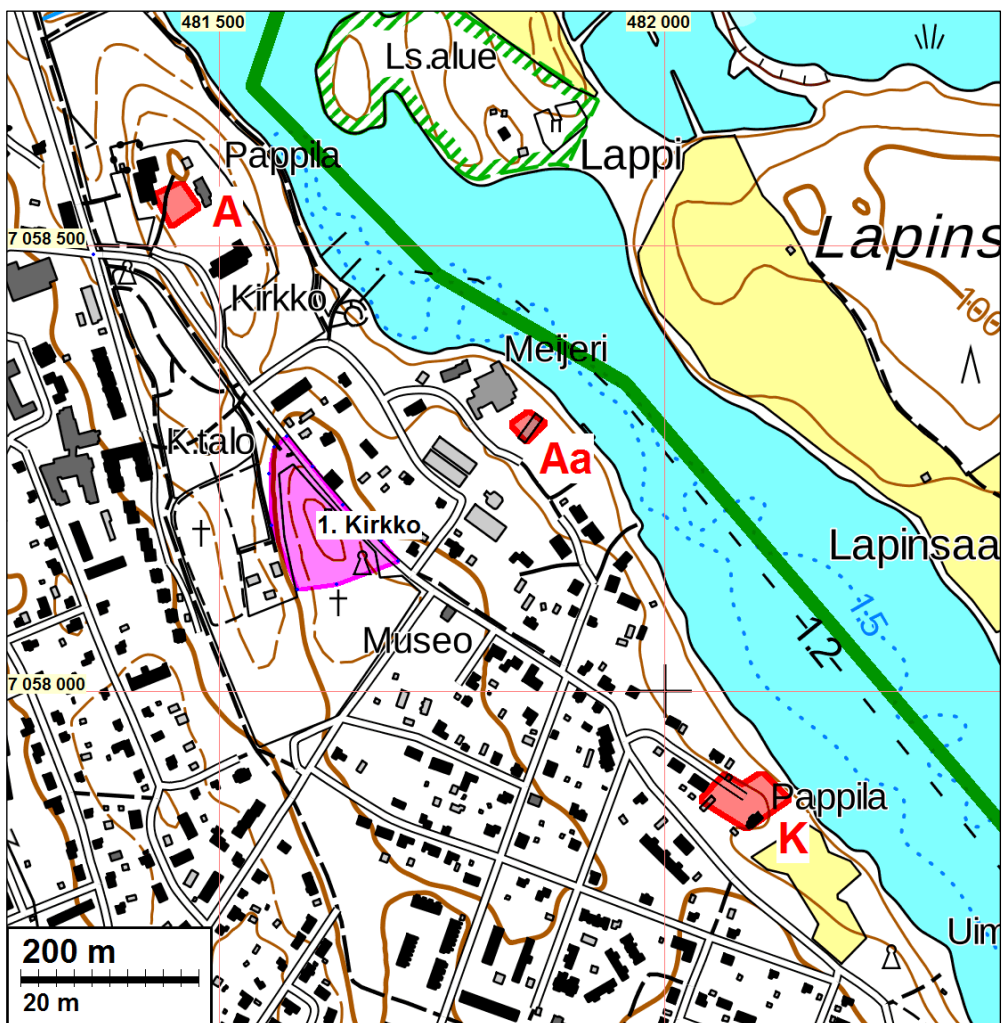 481 500
482 000
Ls.alue
Pappila
Lappi
A
7 058 500
Lapins
Kirkko
100
Meijeri
K.talo
Aa
1. Kirkko
Lapinsaa
1.5
1.2
Museo
7 058 000
Pappila
K
Uim
200 m
20 m